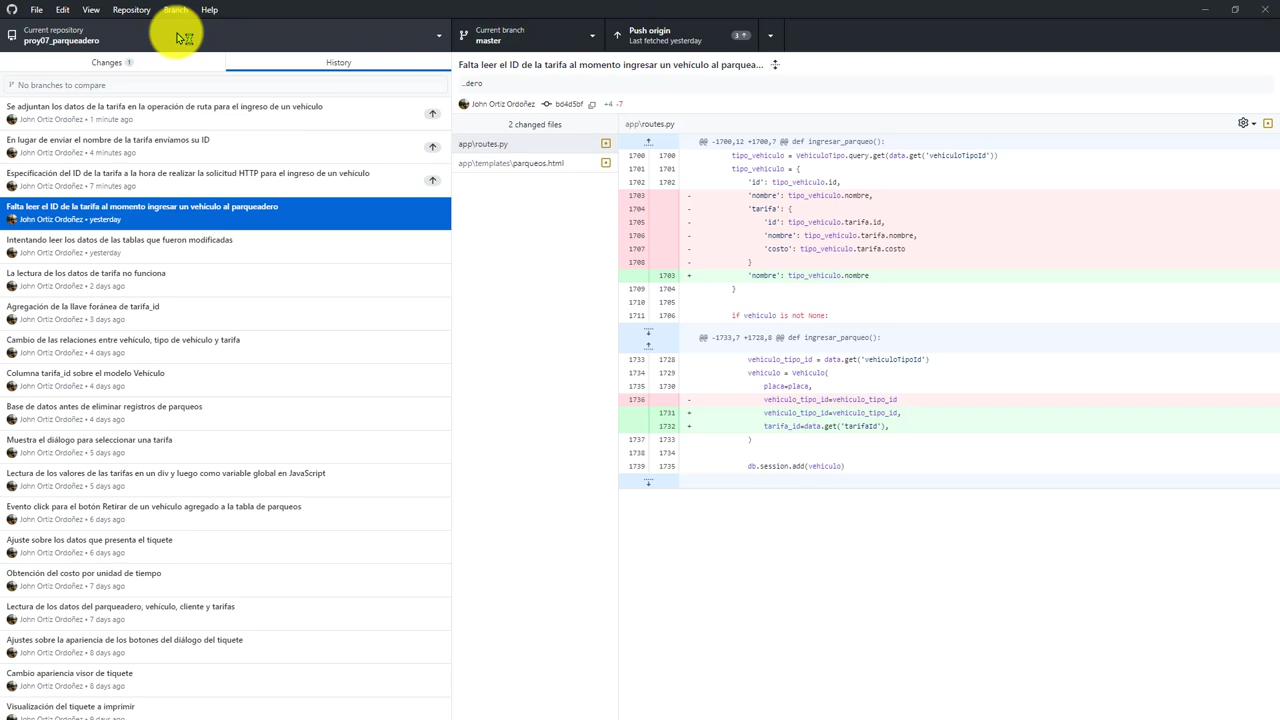 File Edit View Repository Branch Help
Current repository
proy07_parqueadero
Current branch
master
Push origin
Last fetched yesterday
3
Changes 1
History
No branches to compare
Se adjuntan los datos de la tarifa en la operación de ruta para el ingreso de un vehículo
John Ortiz Ordoñez • 1 minute ago
En lugar de enviar el nombre de la tarifa envíamos su ID
John Ortiz Ordoñez • 4 minutes ago
Especificación del ID de la tarifa a la hora de realizar la solicitud HTTP para el ingreso de un vehículo
John Ortiz Ordoñez • 7 minutes ago
Falta leer el ID de la tarifa al momento ingresar un vehículo al parqueadero
John Ortiz Ordoñez • yesterday
Intentando leer los datos de las tablas que fueron modificadas
John Ortiz Ordoñez • yesterday
La lectura de los datos de tarifa no funciona
John Ortiz Ordoñez • 2 days ago
Agregación de la llave foránea de tarifa_id
John Ortiz Ordoñez • 3 days ago
Cambio de las relaciones entre vehículo, tipo de vehículo y tarifa
John Ortiz Ordoñez • 4 days ago
Columna tarifa_id sobre el modelo Vehículo
John Ortiz Ordoñez • 4 days ago
Base de datos antes de eliminar registros de parqueos
John Ortiz Ordoñez • 4 days ago
Muestra el diálogo para seleccionar una tarifa
John Ortiz Ordoñez • 5 days ago
Lectura de los valores de las tarifas en un div y luego como variable global en JavaScript
John Ortiz Ordoñez • 5 days ago
Evento click para el botón Retirar de un vehículo agregado a la tabla de parqueos
John Ortiz Ordoñez • 6 days ago
Ajuste sobre los datos que presenta el tiquete
John Ortiz Ordoñez • 6 days ago
Obtención del costo por unidad de tiempo
John Ortiz Ordoñez • 7 days ago
Lectura de los datos del parqueadero, vehículo, cliente y tarifas
John Ortiz Ordoñez • 7 days ago
Ajustes sobre la apariencia de los botones del diálogo del tiquete
John Ortiz Ordoñez • 8 days ago
Cambio apariencia visor de tiquete
John Ortiz Ordoñez • 8 days ago
Visualización del tiquete a imprimir
John Ortiz Ordoñez • 9 days ago
Falta leer el ID de la tarifa al momento ingresar un vehículo al parquea...
...dero
John Ortiz Ordoñez bd4d5bf +4 -7
2 changed files
app\routes.py
app\templates\parqueos.html
app\routes.py
@@ -1700,12 +1700,7 @@ def ingresar_parqueo():
1700 1700 tipo_vehiculo = VehiculoTipo.query.get(data.get('vehiculoTipoId'))
1701 1701 tipo_vehiculo = {
1702 1702 'id': tipo_vehiculo.id,
1703 - 'nombre': tipo_vehiculo.nombre,
1704 - 'tarifa': {
1705 - 'id': tipo_vehiculo.tarifa.id,
1706 - 'nombre': tipo_vehiculo.tarifa.nombre,
1707 - 'costo': tipo_vehiculo.tarifa.costo
1708 - }
1703 + 'nombre': tipo_vehiculo.nombre
1709 1704 }
1710 1705
1711 1706 if vehiculo is not None:
@@ -1733,7 +1728,8 @@ def ingresar_parqueo():
1733 1728 vehiculo_tipo_id = data.get('vehiculoTipoId')
1734 1729 vehiculo = Vehiculo(
1735 1730 placa=placa,
1736 - vehiculo_tipo_id=vehiculo_tipo_id
1731 + vehiculo_tipo_id=vehiculo_tipo_id,
1732 + tarifa_id=data.get('tarifaId'),
1737 1733 )
1738 1734
1739 1735 db.session.add(vehiculo)